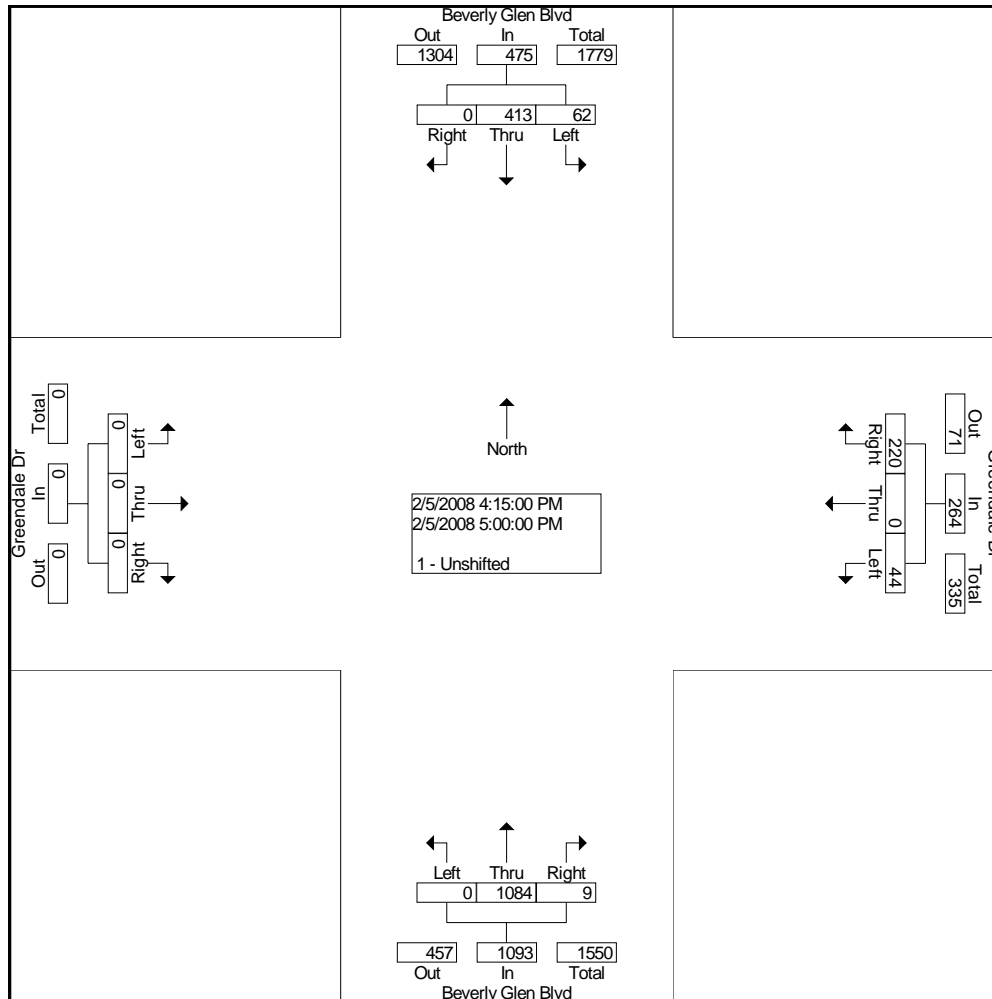 Beverly Glen Blvd
Out In Total
1304 475 1779
0 413 62
Right Thru Left
North
2/5/2008 4:15:00 PM
2/5/2008 5:00:00 PM
1 - Unshifted
Greendale Dr
Total In Out
0 0 0
0 0 0
Left Thru Right
Right Thru Left
220 0 44
71 264 335
Out In Total
Left Thru Right
0 1084 9
457 1093 1550
Out In Total
Beverly Glen Blvd